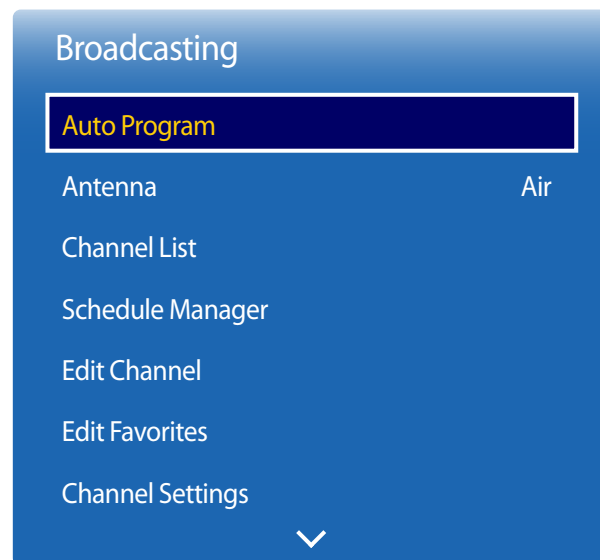 Broadcasting
Auto Program
Antenna Air
Channel List
Schedule Manager
Edit Channel
Edit Favorites
Channel Settings